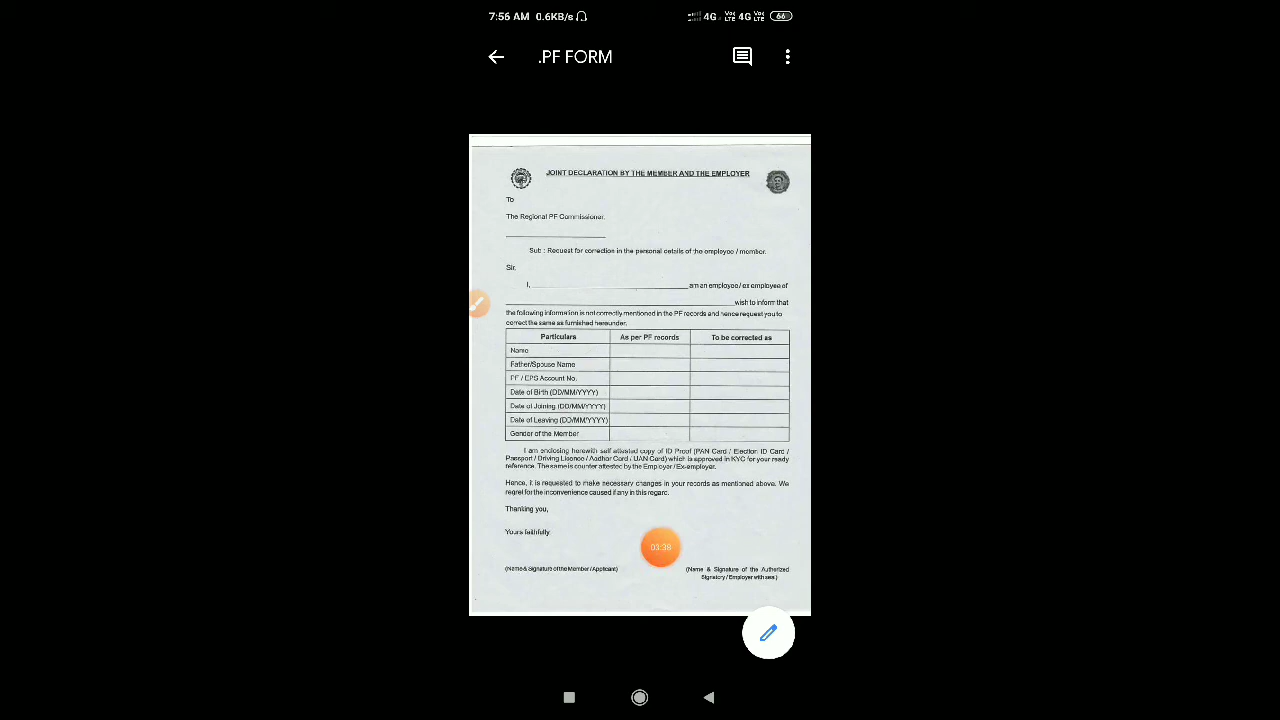 7:56 AM 0.6KB/s 4G Vo LTE 4G Vo LTE 66
.PF FORM
JOINT DECLARATION BY THE MEMBER AND THE EMPLOYER
To
The Regional PF Commissioner.
Sub : Request for correction in the personal details of the employee / member.
Sir,
I, am an employee / ex employee of
wish to inform that
the following information is not correctly mentioned in the PF records and hence request you to
correct the same as furnished hereunder.
Particulars As per PF records To be corrected as
Name
Father/Spouse Name
PF / EPS Account No.
Date of Birth (DD/MM/YYYY)
Date of Joining (DD/MM/YYYY)
Date of Leaving (DD/MM/YYYY)
Gender of the Member
I am enclosing herewith self attested copy of ID Proof (PAN Card / Election ID Card /
Passport / Driving Licence / Aadhar Card / UAN Card) which is approved in KYC for your ready
reference. The same is counter attested by the Employer / Ex-employer.
Hence, it is requested to make necessary changes in your records as mentioned above. We
regret for the inconvenience caused if any in this regard.
Thanking you,
Yours faithfully
03:38
(Name & Signature of the Member / Applicant) (Name & Signature of the Authorized
Signatory / Employer with seal)